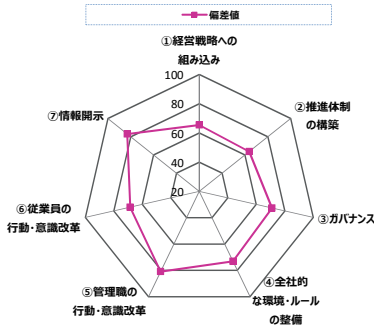 偏差値
①経営戦略への
組み込み
②推進体制
の構築
③ガバナンス
④全社的
な環境・ルール
の整備
⑤管理職の
行動・意識改革
⑥従業員の
行動・意識改革
⑦情報開示
100
80
60
40
20